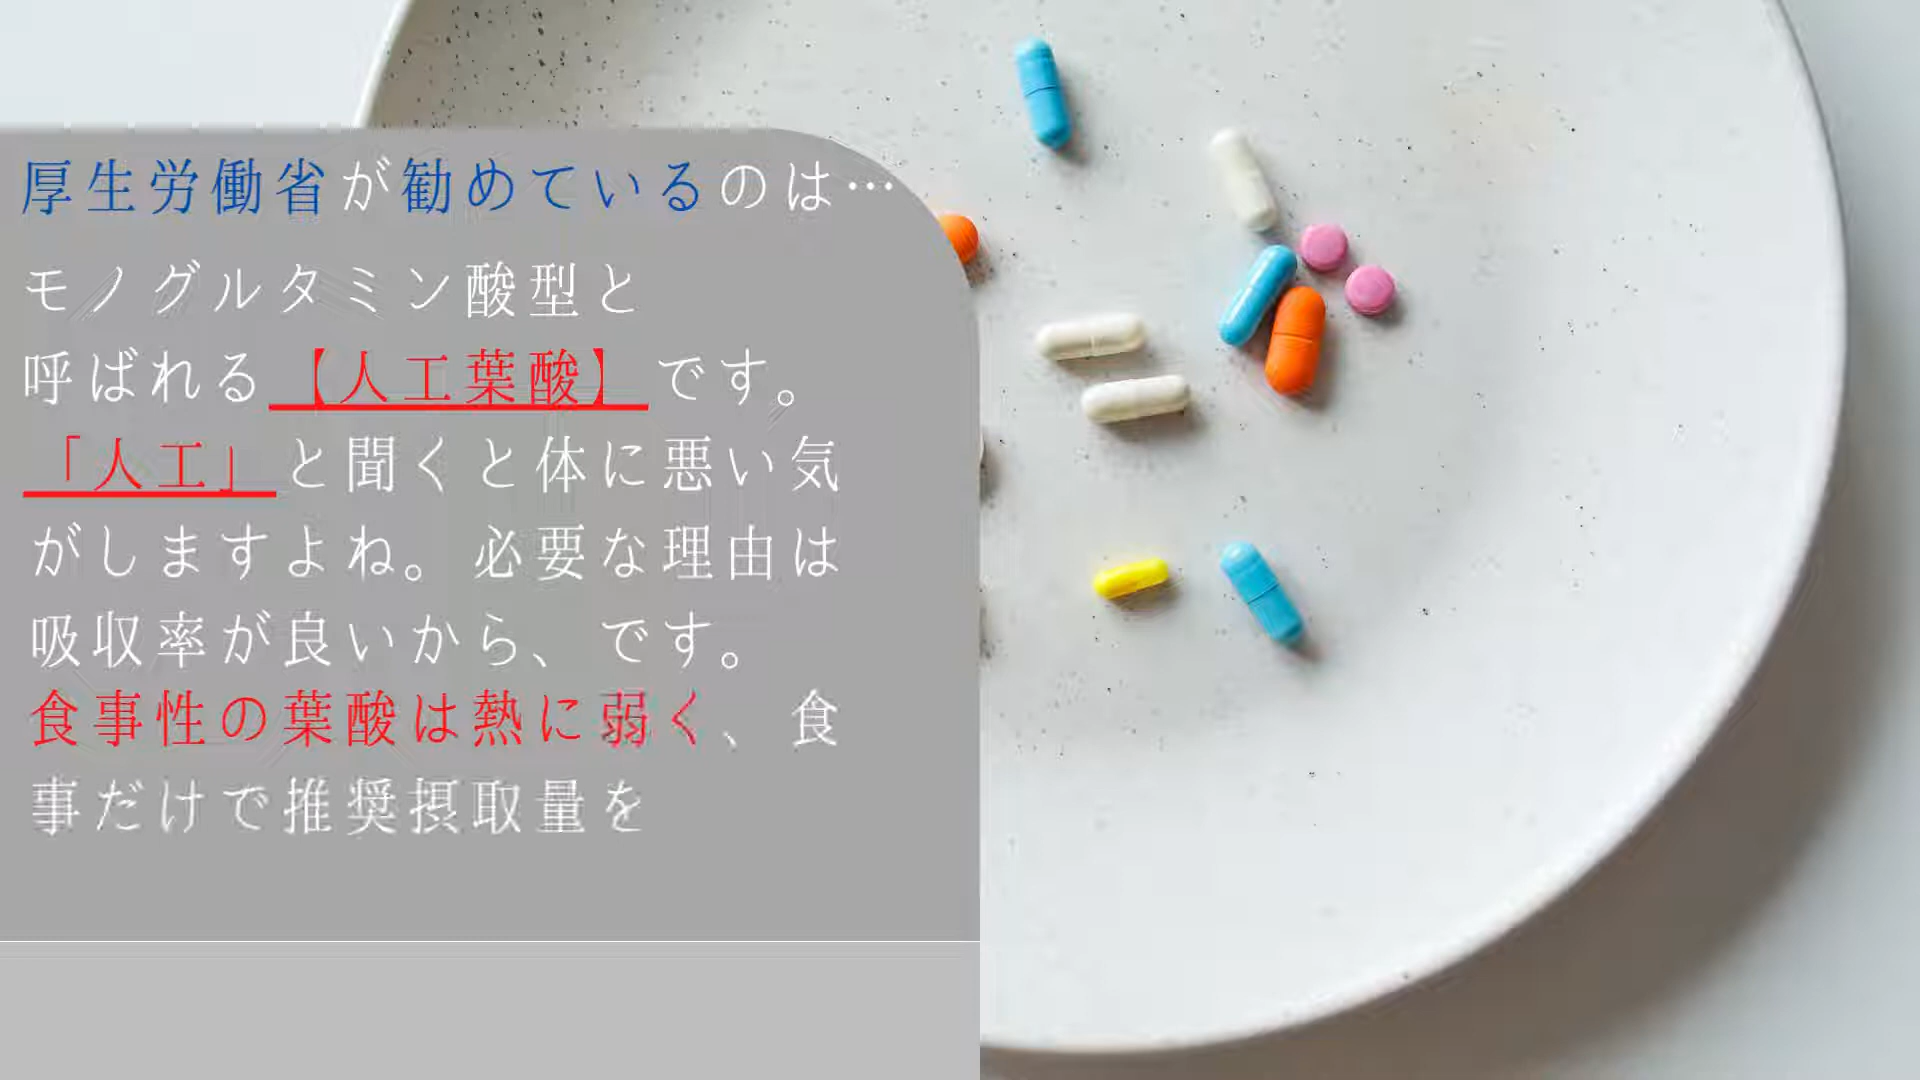 厚生労働省が勧めているのは…
モノグルタミン酸型と
呼ばれる【人工葉酸】です。
「人工」と聞くと体に悪い気
がしますよね。必要な理由は
吸収率が良いから、です。
食事性の葉酸は熱に弱く、食
事だけで推奨摂取量を